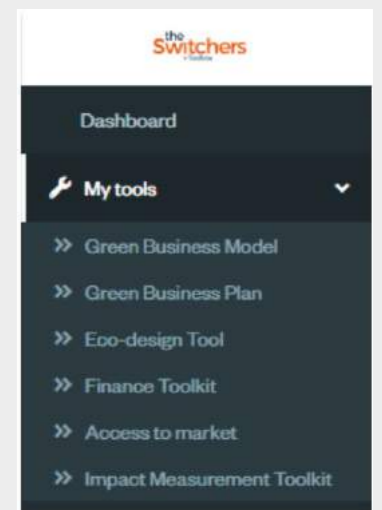 the
Switchers
Toolbox
Dashboard
My tools
Green Business Model
Green Business Plan
Eco-design Tool
Finance Toolkit
Access to market
Impact Measurement Toolkit